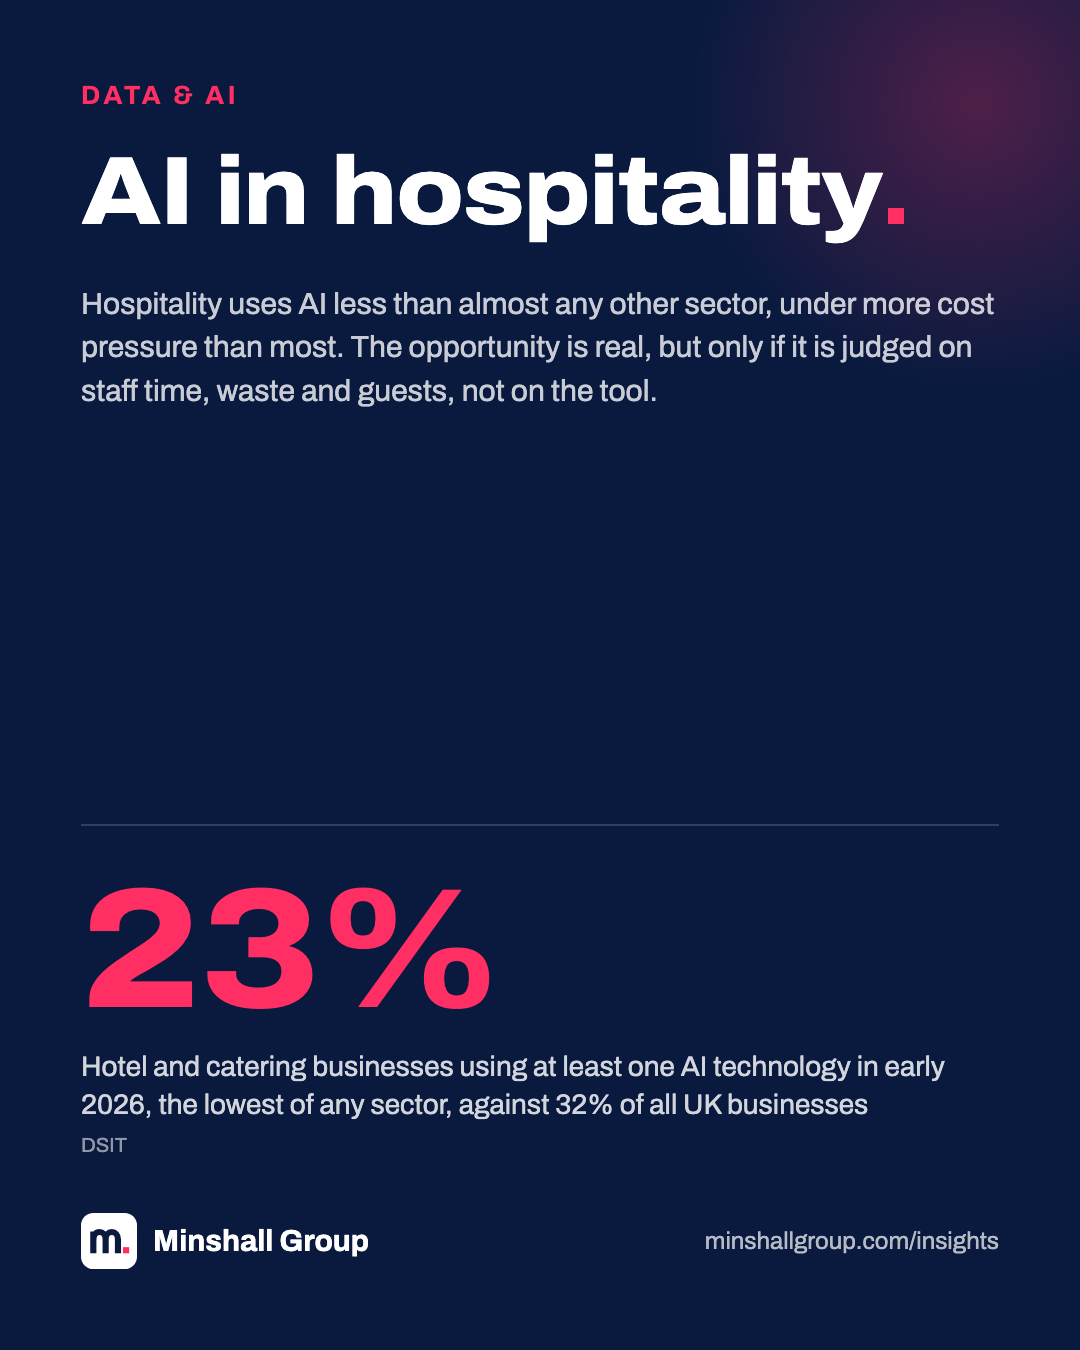 DATA & AI
AI in hospitality.
Hospitality uses AI less than almost any other sector, under more cost
pressure than most. The opportunity is real, but only if it is judged on
staff time, waste and guests, not on the tool.
23%
Hotel and catering businesses using at least one AI technology in early
2026, the lowest of any sector, against 32% of all UK businesses
DSIT
m.
Minshall Group
minshallgroup.com/insights